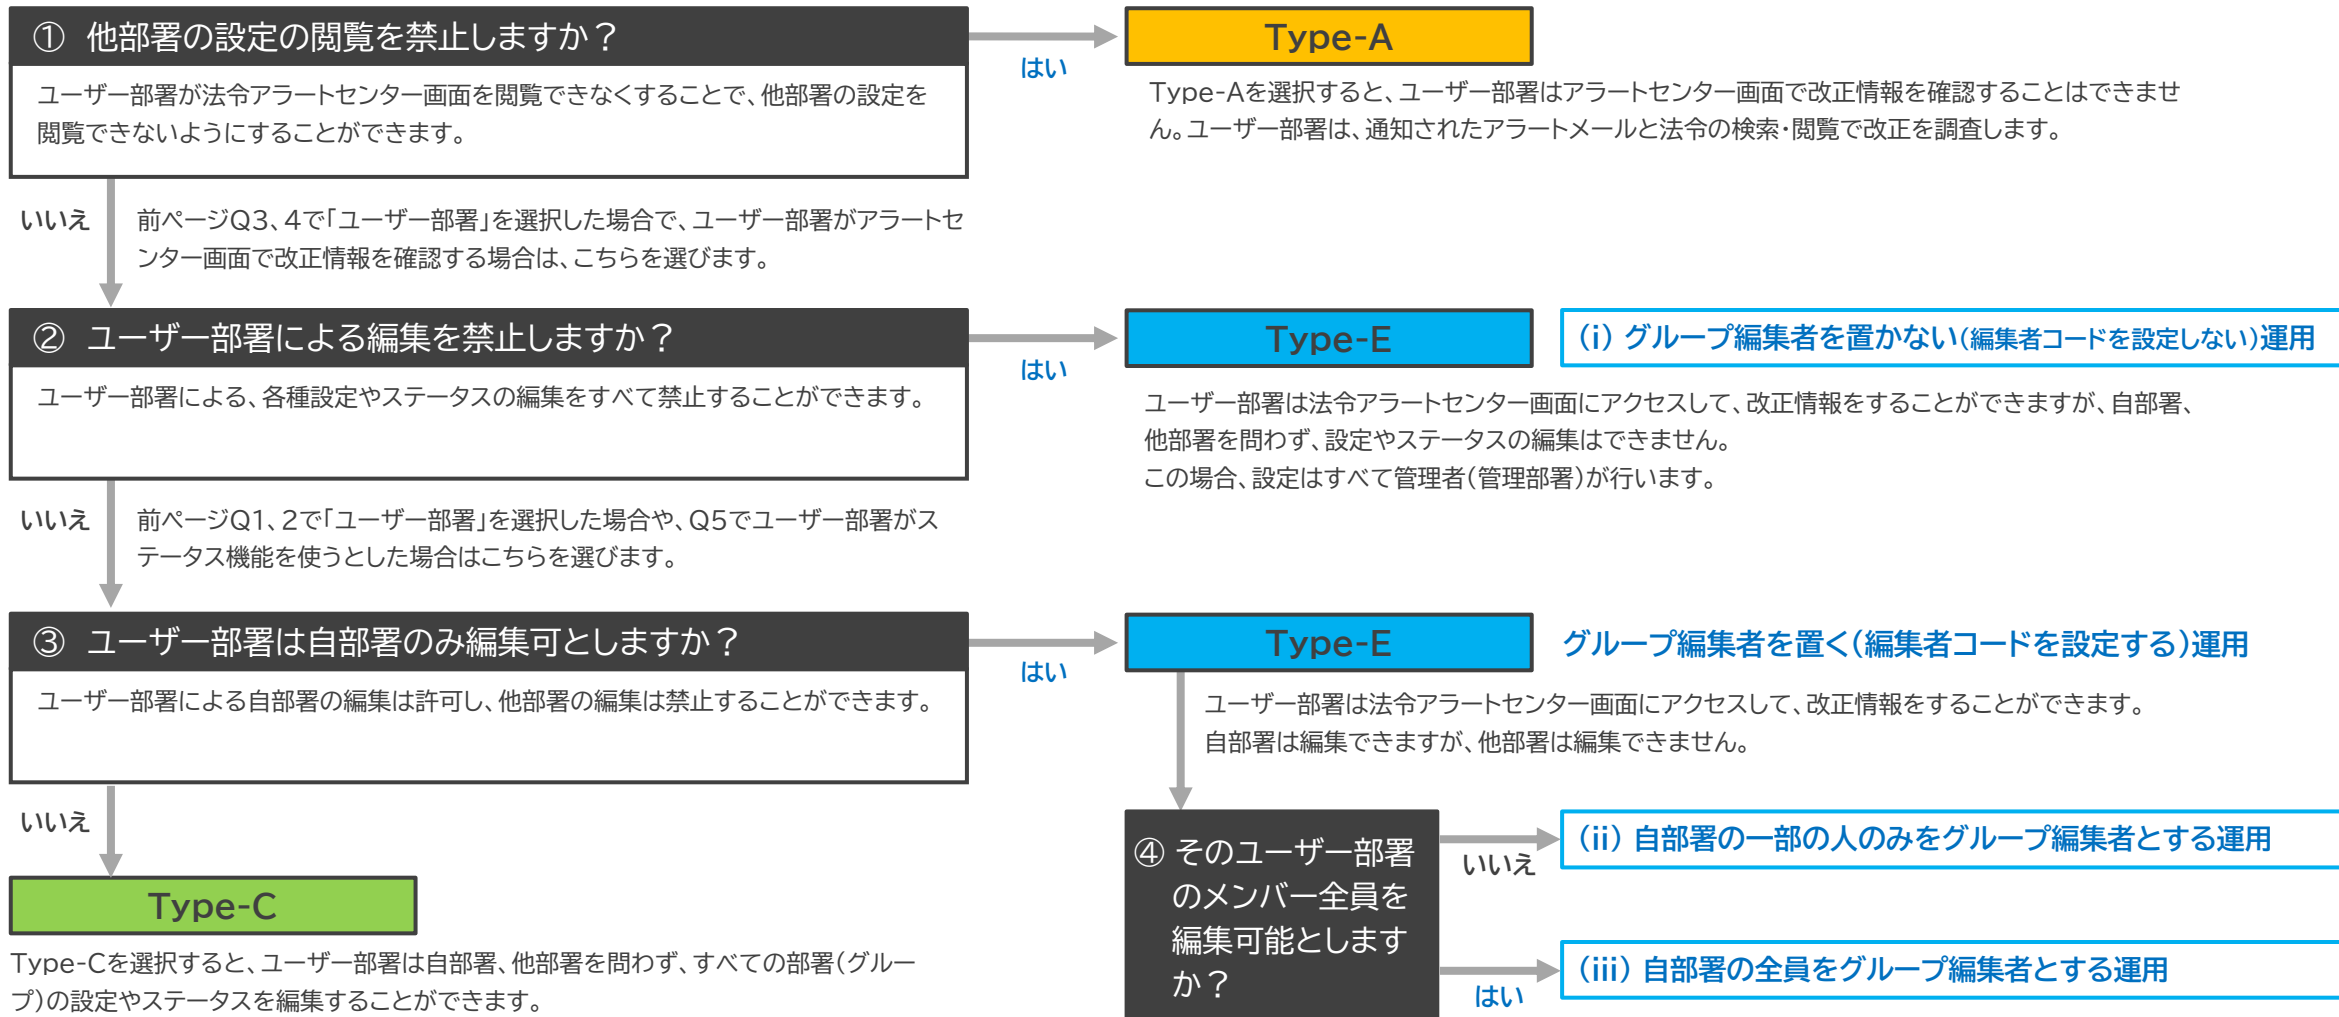 ① 他部署の設定の閲覧を禁止しますか？
ユーザー部署が法令アラートセンター画面を閲覧できなくすることで、他部署の設定を
閲覧できないようにすることができます。
はい
Type-A
Type-Aを選択すると、ユーザー部署はアラートセンター画面で改正情報を確認することはできませ
ん。ユーザー部署は、通知されたアラートメールと法令の検索・閲覧で改正を調査します。
いいえ
前ページQ3、4で「ユーザー部署」を選択した場合で、ユーザー部署がアラートセ
ンター画面で改正情報を確認する場合は、こちらを選びます。
② ユーザー部署による編集を禁止しますか？
ユーザー部署による、各種設定やステータスの編集をすべて禁止することができます。
はい
Type-E
(i) グループ編集者を置かない(編集者コードを設定しない)運用
ユーザー部署は法令アラートセンター画面にアクセスして、改正情報をすることができますが、自部署、
他部署を問わず、設定やステータスの編集はできません。
この場合、設定はすべて管理者(管理部署)が行います。
いいえ
前ページQ1、2で「ユーザー部署」を選択した場合や、Q5でユーザー部署がス
テータス機能を使うとした場合はこちらを選びます。
③ ユーザー部署は自部署のみ編集可としますか？
ユーザー部署による自部署の編集は許可し、他部署の編集は禁止することができます。
はい
Type-E
グループ編集者を置く(編集者コードを設定する)運用
ユーザー部署は法令アラートセンター画面にアクセスして、改正情報をすることができます。
自部署は編集できますが、他部署は編集できません。
いいえ
Type-C
Type-Cを選択すると、ユーザー部署は自部署、他部署を問わず、すべての部署(グルー
プ)の設定やステータスを編集することができます。
④ そのユーザー部署
のメンバー全員を
編集可能とします
か？
いいえ
(ii) 自部署の一部の人のみをグループ編集者とする運用
はい
(iii) 自部署の全員をグループ編集者とする運用